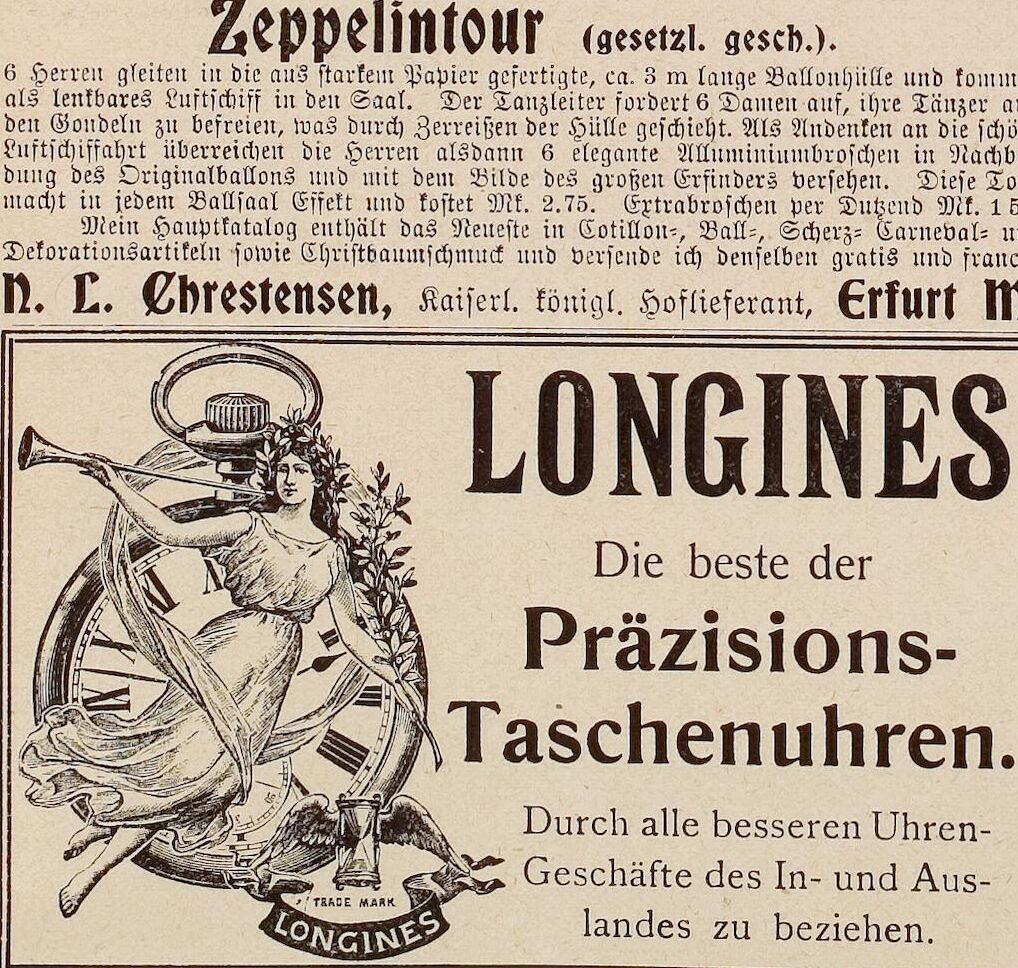 Zeppelintour (gesetzl. gesch.).
6 Herren gleiten in die aus starkem Papier gefertigte, ca. 3 m lange Ballonhülle und komm
als lenkbares Luftschiff in den Saal. Der Tanzleiter fordert 6 Damen auf, ihre Tänzer a
den Gondeln zu befreien, was durch Zerreißen der Hülle geschieht. Als Andenken an die schö
Luftschiffahrt überreichen die Herren alsdann 6 elegante Alluminiumbroschen in Nachb
dung des Originalballons und mit dem Bilde des großen Erfinders versehen. Diese To
macht in jedem Ballsaal Effekt und kostet Mk. 2.75. Extrabroschen per Dutzend Mk. 15
Mein Hauptkatalog enthält das Neueste in Cotillon-, Ball-, Scherz- Carneval- u
Dekorationsartikeln sowie Christbaumschmuck und versende ich denselben gratis und franc
N. L. Chrestensen, Kaiserl. königl. Hoflieferant, Erfurt M
LONGINES
Die beste der
Präzisions-
Taschenuhren.
Durch alle besseren Uhren-
Geschäfte des In- und Aus-
landes zu beziehen.
TRADE MARK
LONGINES